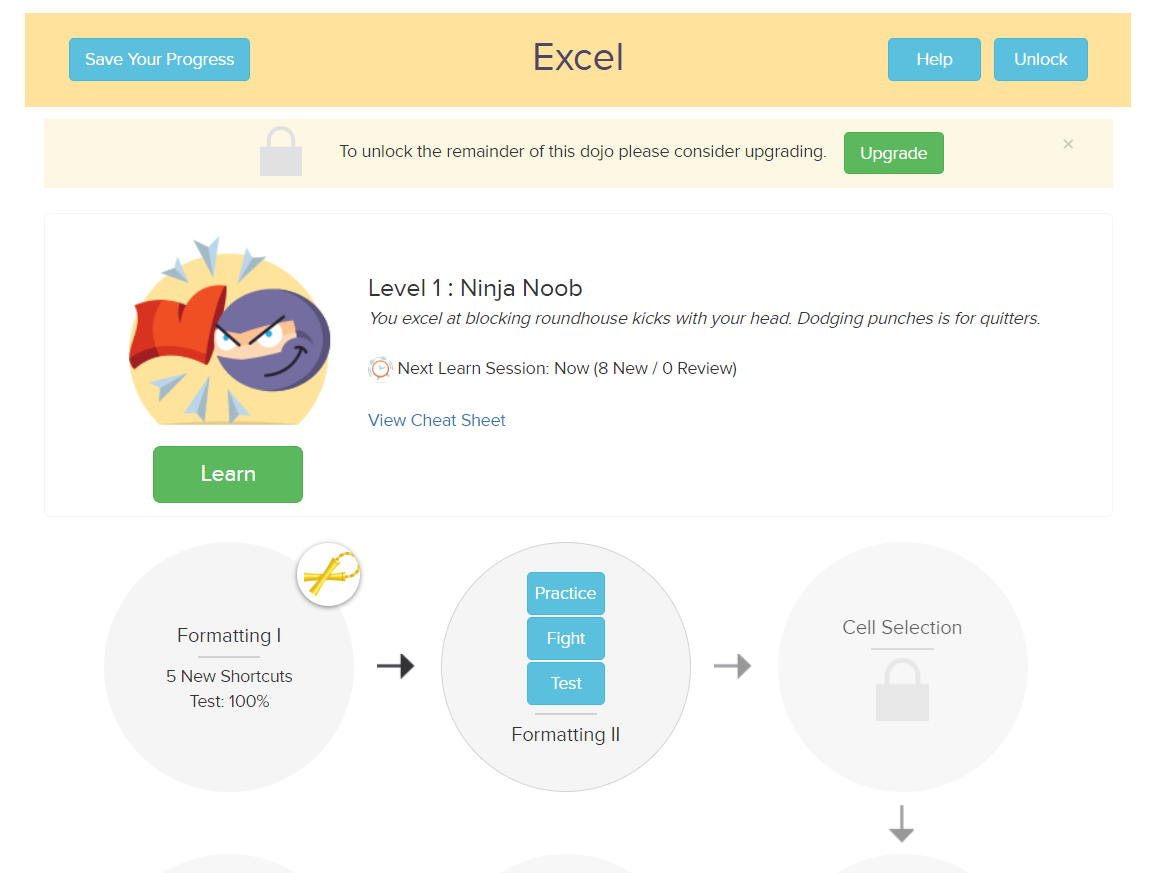 Save Your Progress
Excel
Help
Unlock
To unlock the remainder of this dojo please consider upgrading.
Upgrade
×
Level 1 : Ninja Noob
You excel at blocking roundhouse kicks with your head. Dodging punches is for quitters.
Next Learn Session: Now (8 New / 0 Review)
View Cheat Sheet
Learn
Formatting I
5 New Shortcuts
Test: 100%
Practice
Fight
Test
Formatting II
Cell Selection